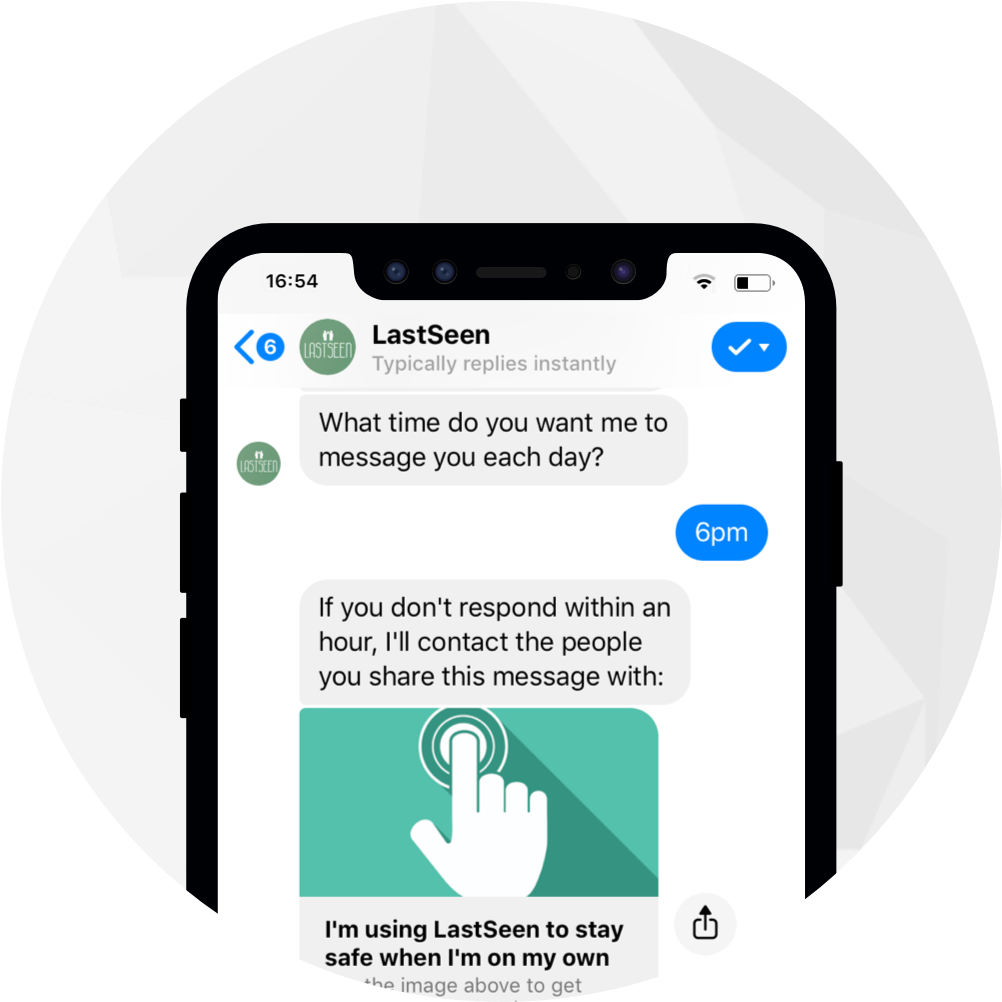 16:54
6
LASTSEEN
LastSeen
Typically replies instantly
What time do you want me to
message you each day?
LASTSEEN
6pm
If you don't respond within an
hour, I'll contact the people
you share this message with:
I'm using LastSeen to stay
safe when I'm on my own
the image above to get